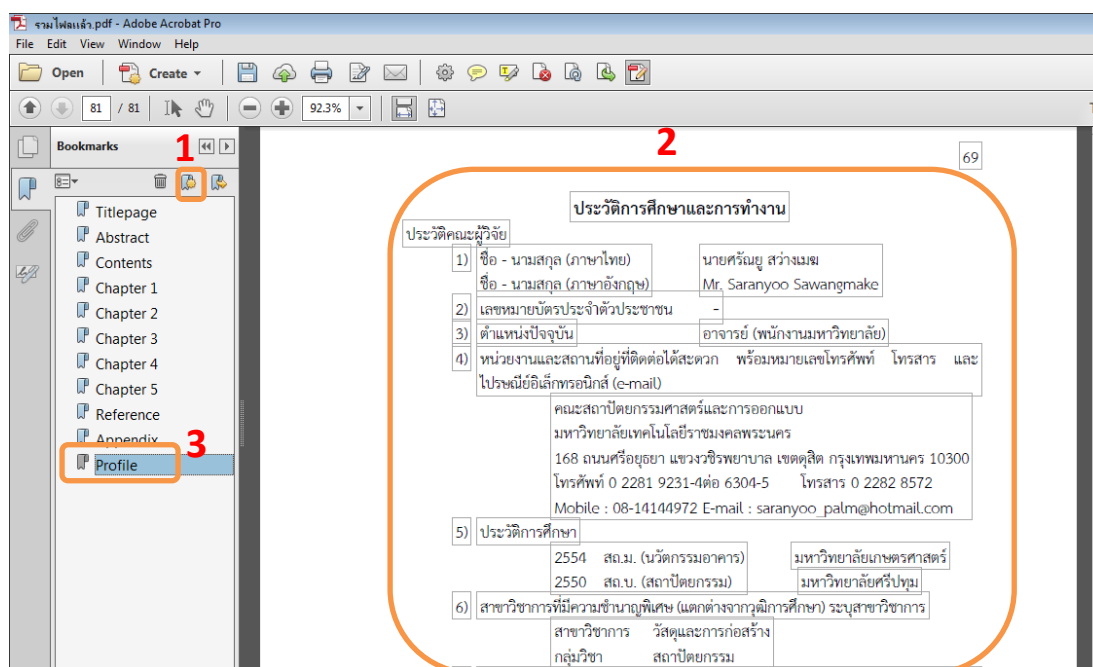 รวมไฟลแล้ว.pdf - Adobe Acrobat Pro
File Edit View Window Help
Open Create
81 / 81 92.3%
Bookmarks
1
Titlepage
Abstract
Contents
Chapter 1
Chapter 2
Chapter 3
Chapter 4
Chapter 5
Reference
Appendix
3
Profile
2
69
ประวัติการศึกษาและการทำงาน
ประวัติคณะผู้วิจัย
1) ชื่อ - นามสกุล (ภาษาไทย) นายศรัณยู สว่างเมฆ
ชื่อ - นามสกุล (ภาษาอังกฤษ) Mr. Saranyoo Sawangmake
2) เลขหมายบัตรประจำตัวประชาชน -
3) ตำแหน่งปัจจุบัน อาจารย์ (พนักงานมหาวิทยาลัย)
4) หน่วยงานและสถานที่อยู่ที่ติดต่อได้สะดวก พร้อมหมายเลขโทรศัพท์ โทรสาร และ
ไปรษณีย์อิเล็กทรอนิกส์ (e-mail)
คณะสถาปัตยกรรมศาสตร์และการออกแบบ
มหาวิทยาลัยเทคโนโลยีราชมงคลพระนคร
168 ถนนศรีอยุธยา แขวงวชิรพยาบาล เขตดุสิต กรุงเทพมหานคร 10300
โทรศัพท์ 0 2281 9231-4ต่อ 6304-5 โทรสาร 0 2282 8572
Mobile : 08-14144972 E-mail : saranyoo_palm@hotmail.com
5) ประวัติการศึกษา
2554 สถ.ม. (นวัตกรรมอาคาร) มหาวิทยาลัยเกษตรศาสตร์
2550 สถ.บ. (สถาปัตยกรรม) มหาวิทยาลัยศรีปทุม
6) สาขาวิชาการที่มีความชำนาญพิเศษ (แตกต่างจากวุฒิการศึกษา) ระบุสาขาวิชาการ
สาขาวิชาการ วัสดุและการก่อสร้าง
กลุ่มวิชา สถาปัตยกรรม